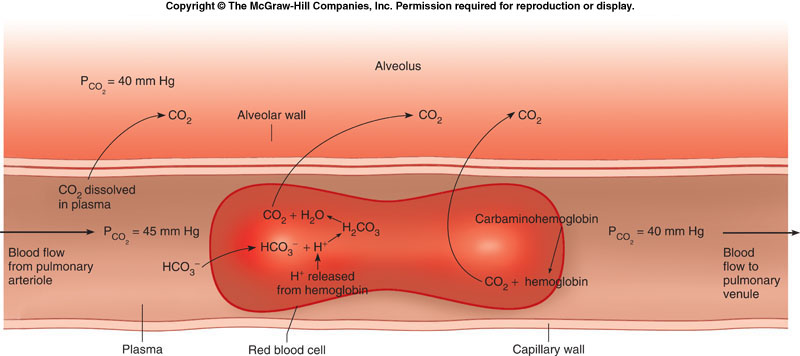 Copyright © The McGraw-Hill Companies, Inc. Permission required for reproduction or display.
Alveolus
P CO₂ = 40 mm Hg
CO₂
CO₂
CO₂
Alveolar wall
CO₂ dissolved
in plasma
P CO₂ = 45 mm Hg
Blood flow
from pulmonary
arteriole
HCO₃⁻
CO₂ + H₂O
H₂CO₃
HCO₃⁻ + H⁺
H⁺ released
from hemoglobin
Carbaminohemoglobin
CO₂ + hemoglobin
P CO₂ = 40 mm Hg
Blood
flow to
pulmonary
venule
Plasma
Red blood cell
Capillary wall